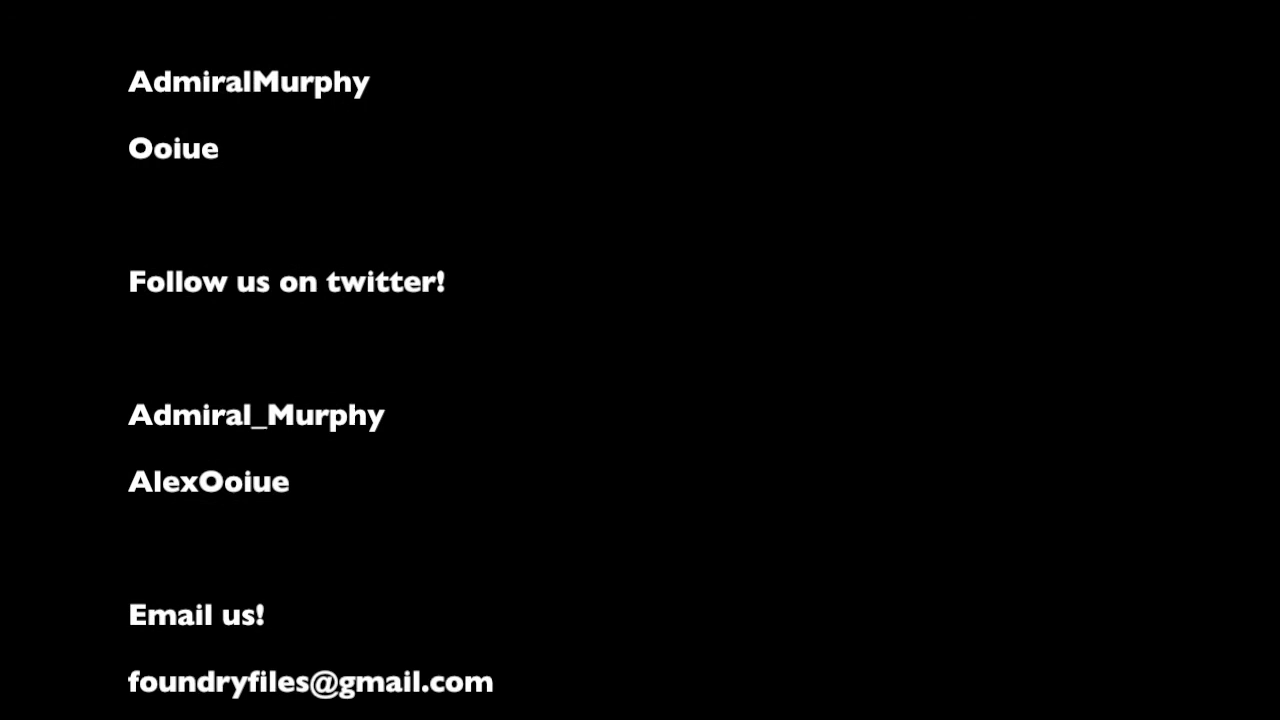 AdmiralMurphy
Ooiue
Follow us on twitter!
Admiral_Murphy
AlexOoiue
Email us!
foundryfiles@gmail.com